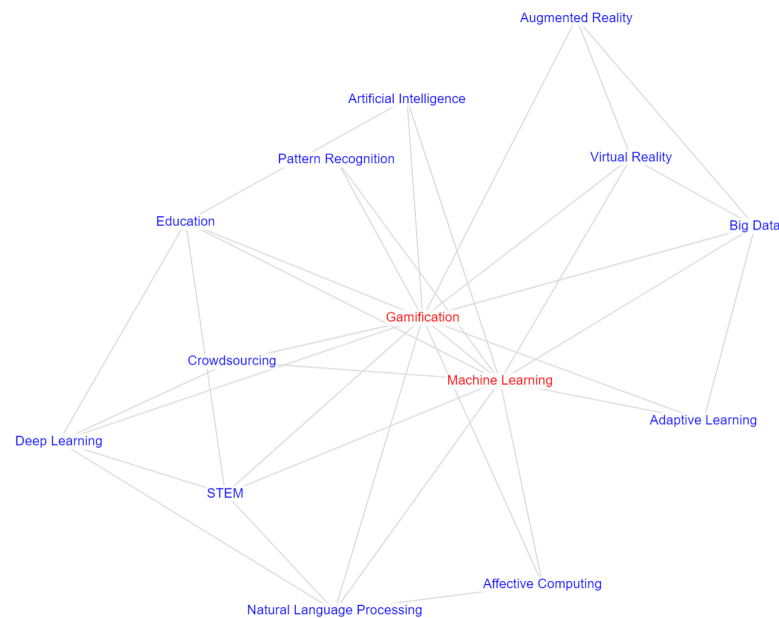 Augmented Reality
Artificial Intelligence
Pattern Recognition
Virtual Reality
Education
Big Data
Gamification
Crowdsourcing
Machine Learning
Adaptive Learning
Deep Learning
STEM
Affective Computing
Natural Language Processing